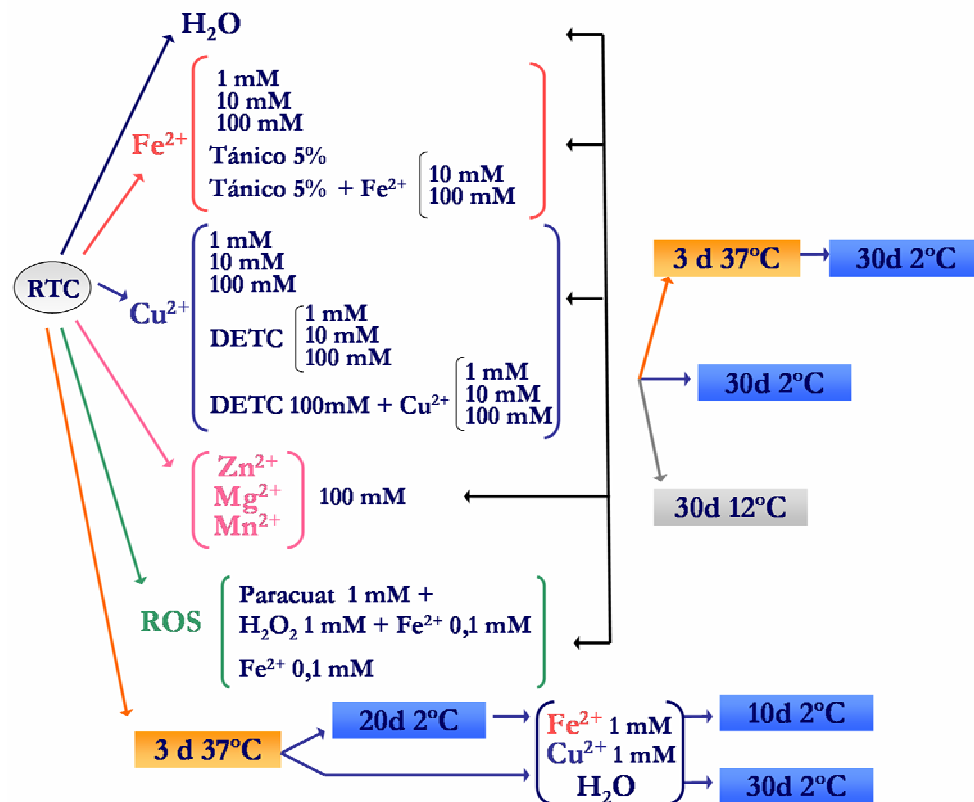 H₂O
Fe²⁺
1 mM
10 mM
100 mM
Tánico 5%
Tánico 5% + Fe²⁺
10 mM
100 mM
RTC
Cu²⁺
1 mM
10 mM
100 mM
DETC
1 mM
10 mM
100 mM
DETC 100mM + Cu²⁺
1 mM
10 mM
100 mM
Zn²⁺
Mg²⁺
Mn²⁺
100 mM
ROS
Paracuat 1 mM +
H₂O₂ 1 mM + Fe²⁺ 0,1 mM
Fe²⁺ 0,1 mM
3 d 37ºC
30d 2ºC
30d 2ºC
30d 12ºC
3 d 37ºC
20d 2ºC
Fe²⁺ 1 mM
Cu²⁺ 1 mM
H₂O
10d 2ºC
30d 2ºC